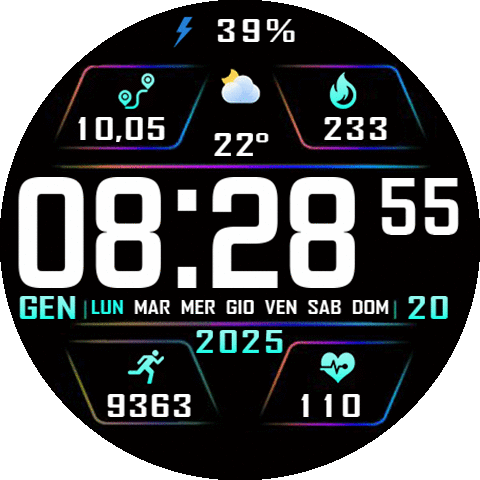 39%
10,05 22° 233
08:28 55
GEN | LUN MAR MER GIO VEN SAB DOM | 20
2025
9363 110